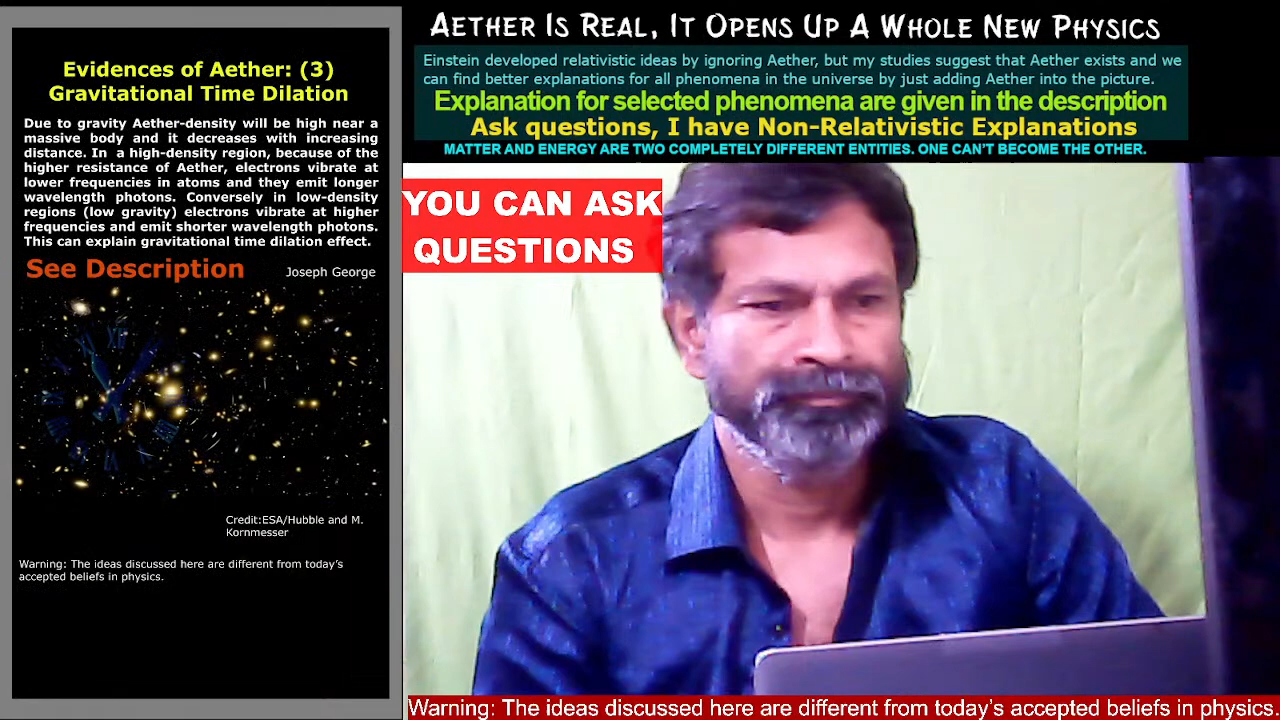 Evidences of Aether: (3)
Gravitational Time Dilation
Due to gravity Aether-density will be high near a
massive body and it decreases with increasing
distance. In a high-density region, because of the
higher resistance of Aether, electrons vibrate at
lower frequencies in atoms and they emit longer
wavelength photons. Conversely in low-density
regions (low gravity) electrons vibrate at higher
frequencies and emit shorter wavelength photons.
This can explain gravitational time dilation effect.
See Description
Joseph George
Credit:ESA/Hubble and M.
Kornmesser
Warning: The ideas discussed here are different from today's
accepted beliefs in physics.
AETHER IS REAL, IT OPENS UP A WHOLE NEW PHYSICS
Einstein developed relativistic ideas by ignoring Aether, but my studies suggest that Aether exists and we
can find better explanations for all phenomena in the universe by just adding Aether into the picture.
Explanation for selected phenomena are given in the description
Ask questions, I have Non-Relativistic Explanations
MATTER AND ENERGY ARE TWO COMPLETELY DIFFERENT ENTITIES. ONE CAN'T BECOME THE OTHER.
YOU CAN ASK
QUESTIONS
Warning: The ideas discussed here are different from today's accepted beliefs in physics.